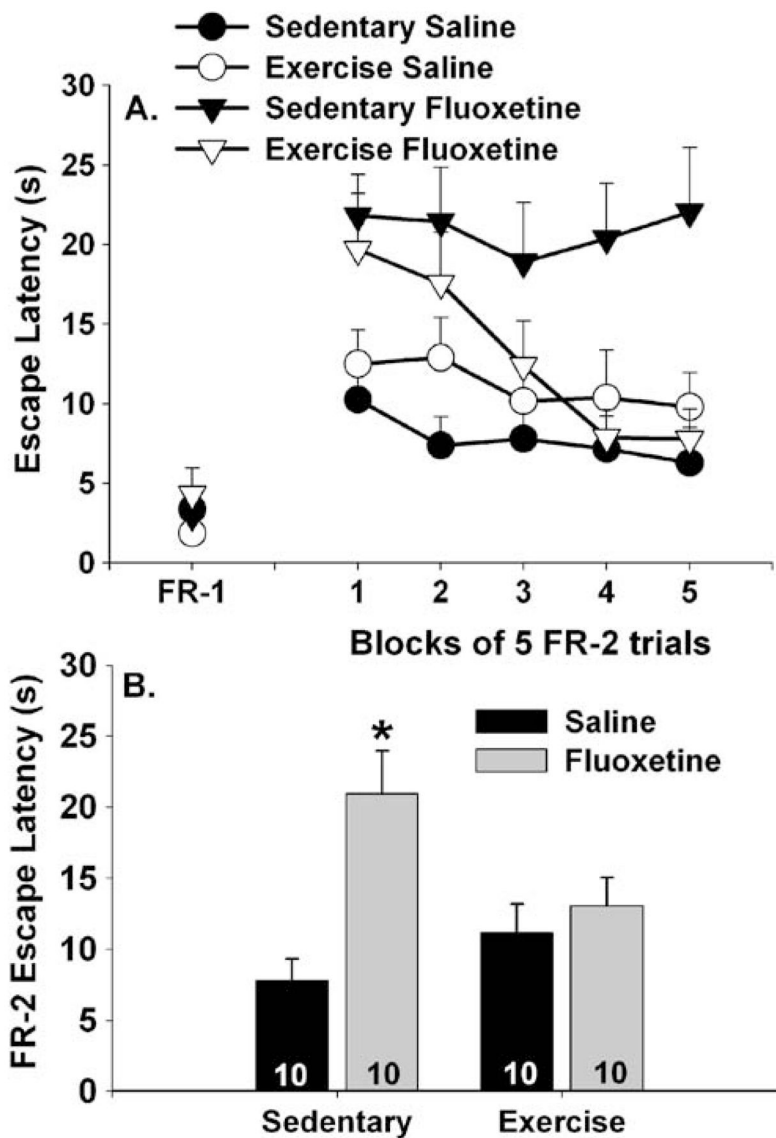 Sedentary Saline
Exercise Saline
Sedentary Fluoxetine
Exercise Fluoxetine
A.
Escape Latency (s)
30
25
20
15
10
5
0
FR-1 1 2 3 4 5
Blocks of 5 FR-2 trials
B.
*
Saline
Fluoxetine
FR-2 Escape Latency (s)
30
25
20
15
10
5
0
10 10 10 10
Sedentary Exercise